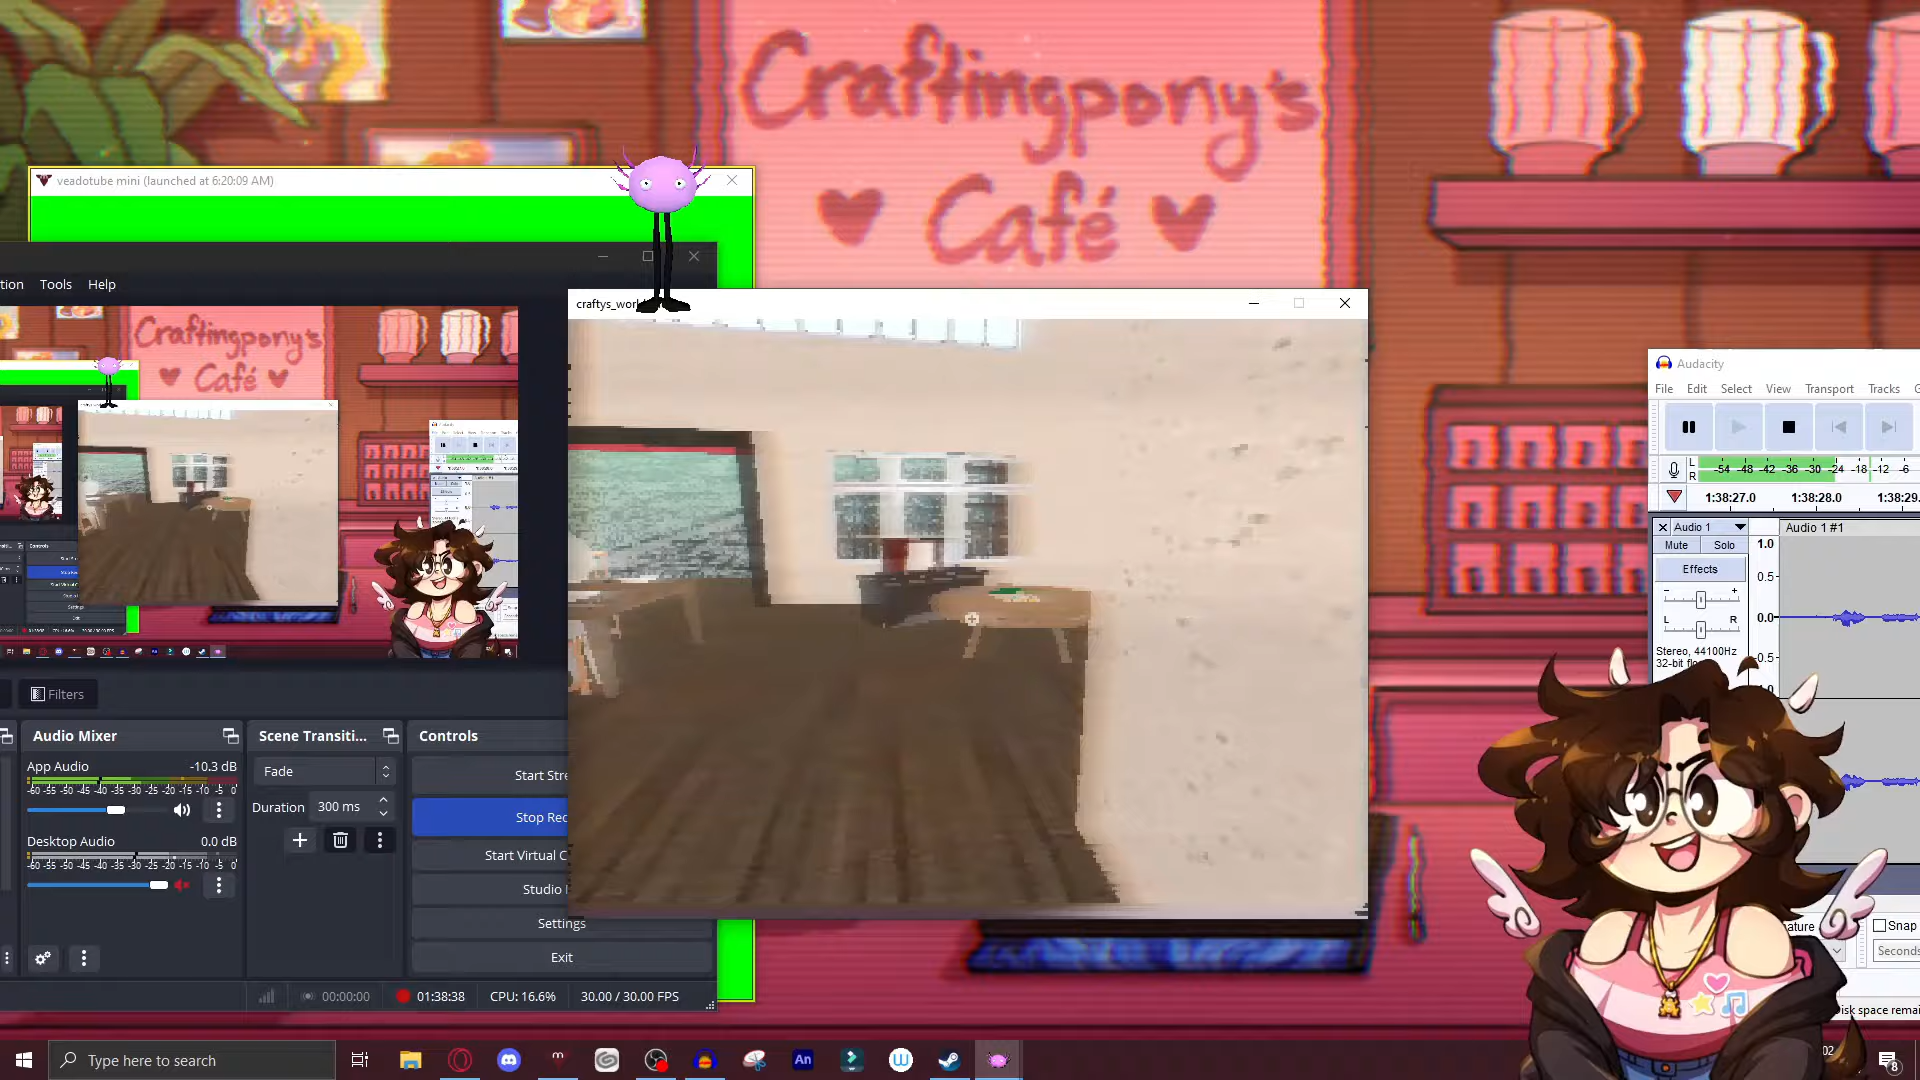 Craftingpony's
Café
veadotube mini (launched at 6:20:09 AM)
Tools
Help
craftys_worl
Craftingpony's
Café
Audacity
File
Edit
Select
View
Transport
Tracks
L
R
-54 -48 -42 -36 -30 -24 -18 -12 -6
1:38:27.0
1:38:28.0
1:38:29.
Audio 1
Audio 1 #1
Mute
Solo
1.0
Effects
0.5
- +
0.0
L R
-0.5
Stereo, 44100Hz
Filters
Audio Mixer
Scene Transiti...
Controls
App Audio
-10.3 dB
-60 -55 -50 -45 -40 -35 -30 -25 -20 -15 -10 -5 0
Fade
Duration
300 ms
Desktop Audio
0.0 dB
-60 -55 -50 -45 -40 -35 -30 -25 -20 -15 -10 -5 0
Start Stre
Stop Rec
Start Virtual C
Studio
Settings
Exit
00:00:00
01:38:38
CPU: 16.6%
30.00 / 30.00 FPS
Snap
Seconds
isk space remai
Type here to search
An
W
02
8